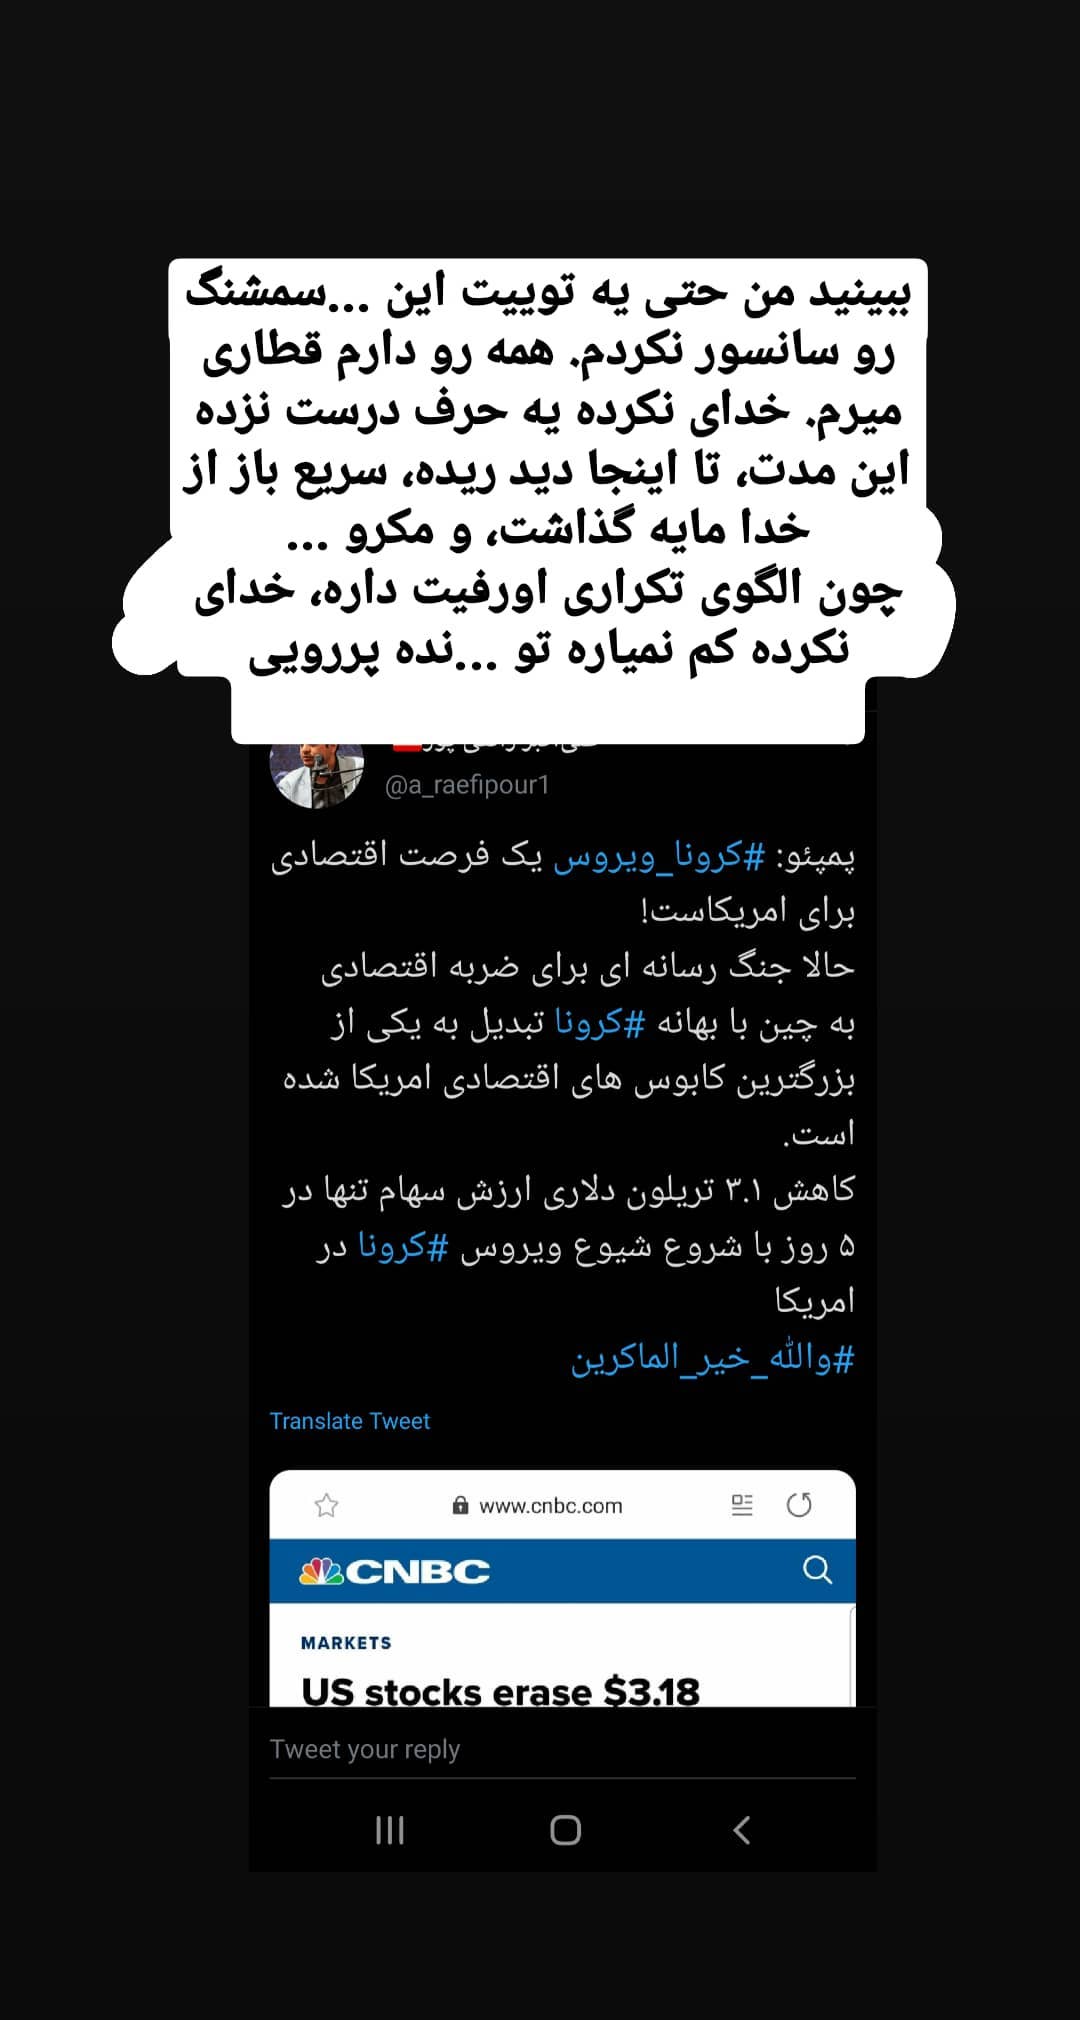 ببینید من حتی یه توییت این ...سمشنگ
رو سانسور نکردم. همه رو دارم قطاری
میرم. خدای نکرده یه حرف درست نزده
این مدت، تا اینجا دید ریده، سریع باز از
خدا مایه گذاشت، و مکرو ...
چون الگوی تکراری اورفیت داره، خدای
نکرده کم نمیاره تو ...نده پررویی
@a_raefipour1
پمپئو: #کرونا_ویروس یک فرصت اقتصادی
برای امریکاست!
حالا جنگ رسانه ای برای ضربه اقتصادی
به چین با بهانه #کرونا تبدیل به یکی از
بزرگترین کابوس های اقتصادی امریکا شده
است.
کاهش ۳.۱ تریلون دلاری ارزش سهام تنها در
۵ روز با شروع شیوع ویروس #کرونا در
امریکا
#والله_خیر_الماکرین
Translate Tweet
www.cnbc.com
CNBC
MARKETS
US stocks erase $3.18
Tweet your reply